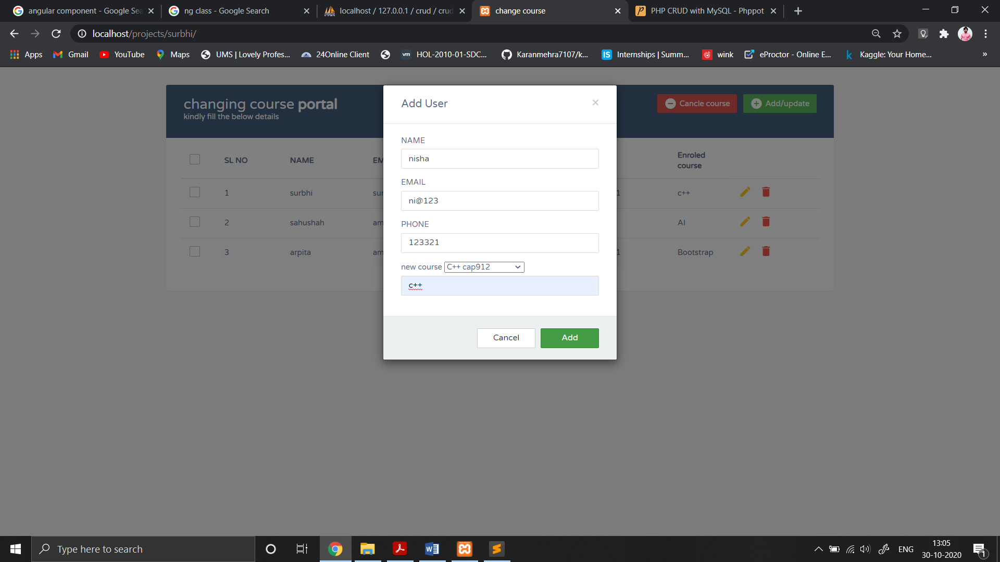 angular component - Google Sea
ng class - Google Search
localhost / 127.0.0.1 / crud / crud
change course
PHP CRUD with MySQL - Phppot
localhost/projects/surbhi/
Apps Gmail YouTube Maps UMS | Lovely Profes... 24Online Client vm HOL-2010-01-SDC... Karanmehra7107/k... IS Internships | Summ... wink eProctor - Online E... k Kaggle: Your Home... »
changing course portal
kindly fill the below details
Cancle course
Add/update
Add User
NAME
nisha
EMAIL
ni@123
PHONE
123321
new course C++ cap912
c++
Cancel Add
SL NO NAME EM Enroled course
1 surbhi sur 1 c++
2 sahushah am AI
3 arpita am 1 Bootstrap
Type here to search
ENG
13:05
30-10-2020
1